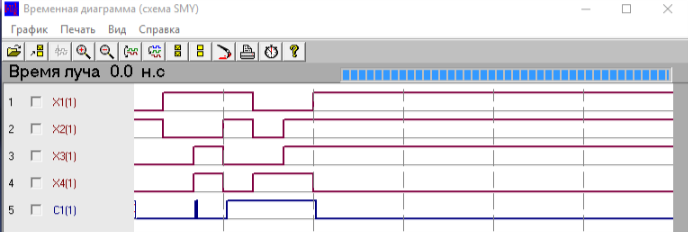 Временная диаграмма (схема SMY)
График Печать Вид Справка
Время луча 0.0 н.с
1 X1(1)
2 X2(1)
3 X3(1)
4 X4(1)
5 C1(1)